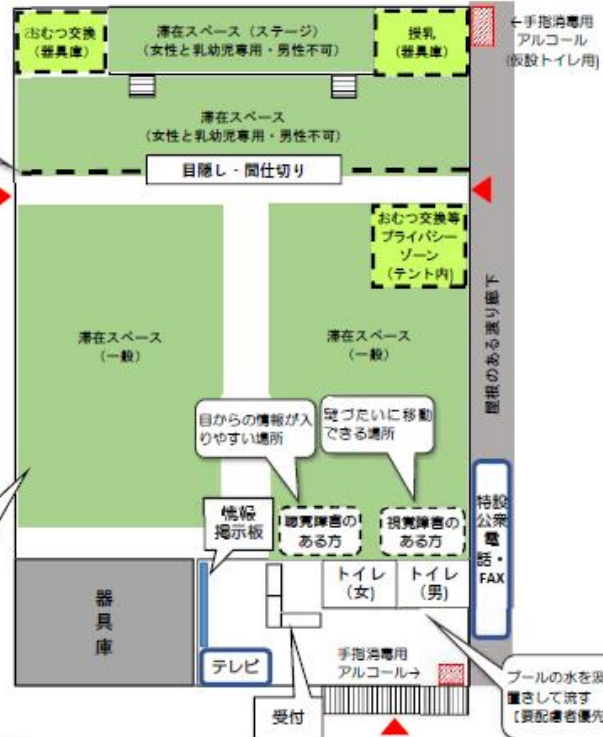 おむつ交換
(器具庫)
滞在スペース(ステージ)
(女性と乳幼児専用・男性不可)
授乳
(器具庫)
←手指消毒用
アルコール
(仮設トイレ用)
滞在スペース
(女性と乳幼児専用・男性不可)
目隠し・間仕切り
おむつ交換等
プライバシー
ゾーン
(テント内)
滞在スペース
(一般)
滞在スペース
(一般)
屋根のある渡り廊下
目からの情報が入
りやすい場所
壁づたいに移動
できる場所
情報
掲示板
聴覚障害の
ある方
視覚障害の
ある方
特設
公衆
電
話・
FAX
器具庫
トイレ
(女)
トイレ
(男)
テレビ
手指消毒用
アルコール→
受付
プールの水を
置きして流す
【要配慮者優先